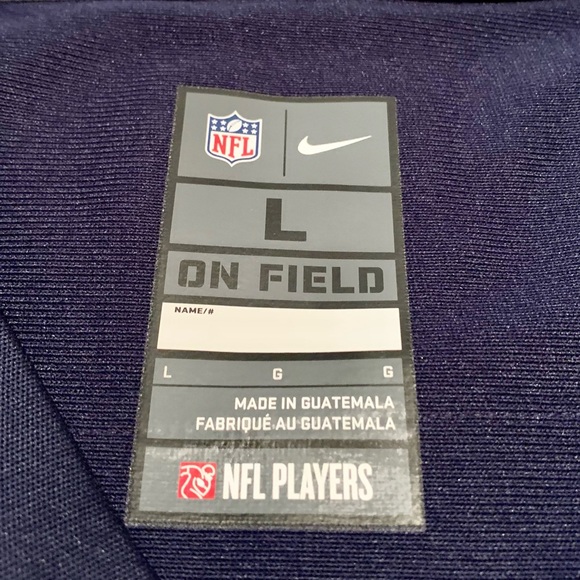 NFL
L
ON FIELD
NAME/#
L G G
MADE IN GUATEMALA
FABRIQUÉ AU GUATEMALA
NFL PLAYERS